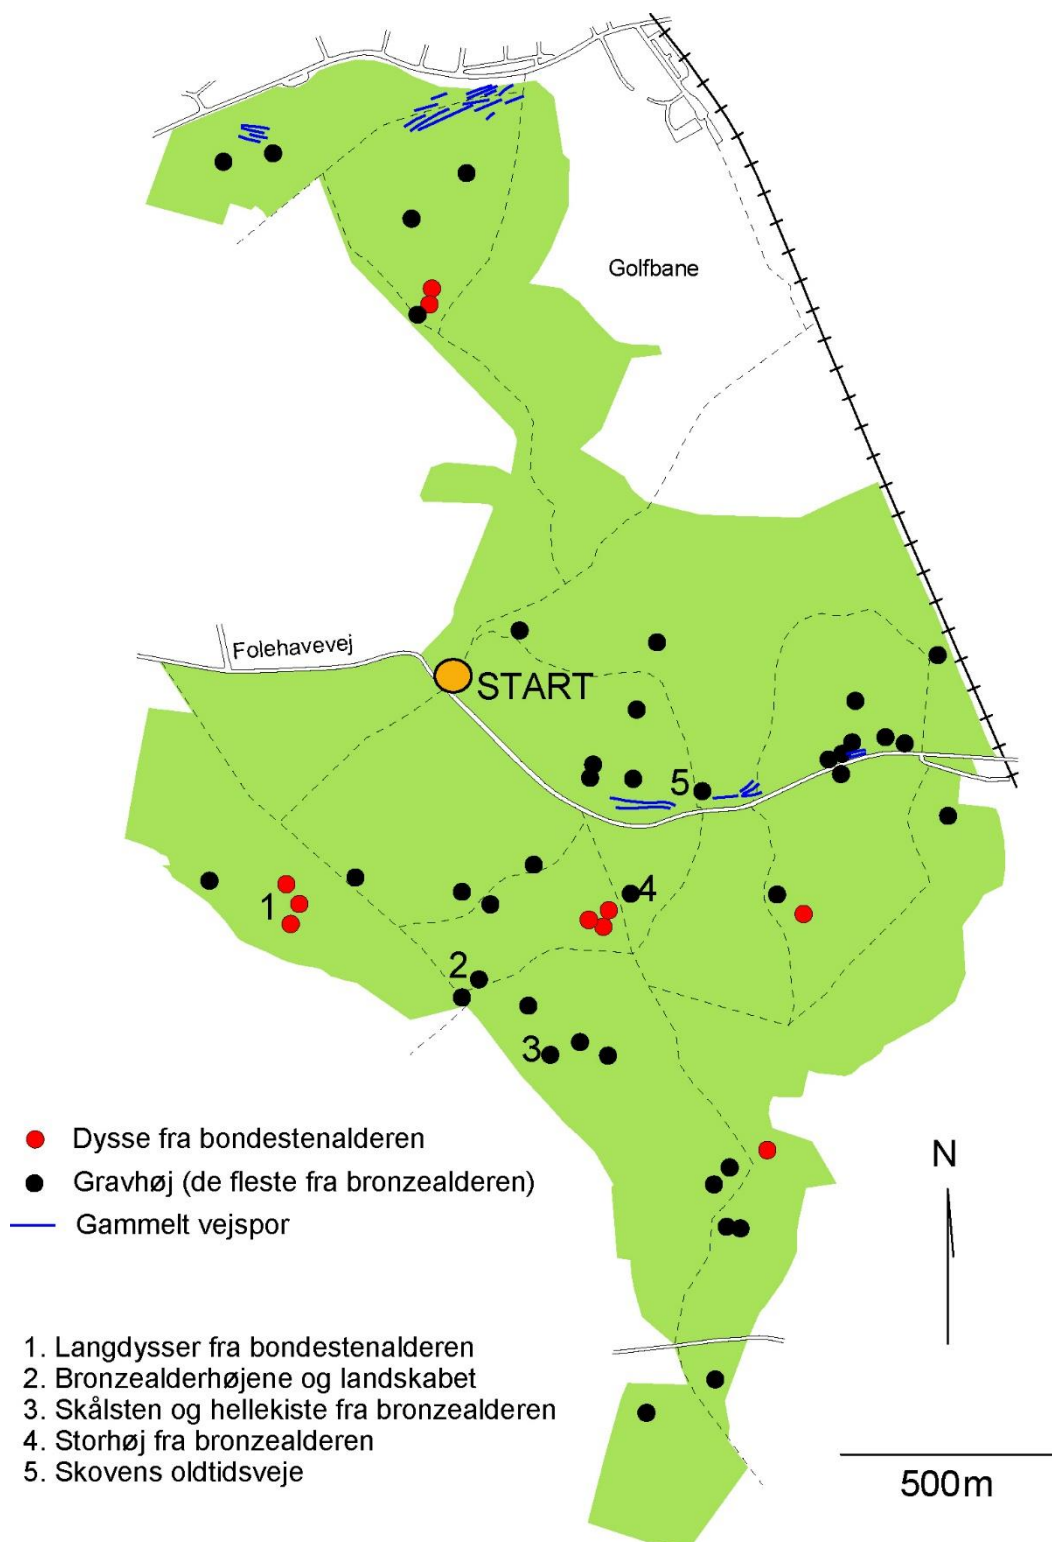 Golfbane
Folehavevej
START
5
1
4
2
3
Dysse fra bondestenalderen
Gravhøj (de fleste fra bronzealderen)
Gammelt vejspor
N
1. Langdysser fra bondestenalderen
2. Bronzealderhøjene og landskabet
3. Skålsten og hellekiste fra bronzealderen
4. Storhøj fra bronzealderen
5. Skovens oldtidsveje
500m